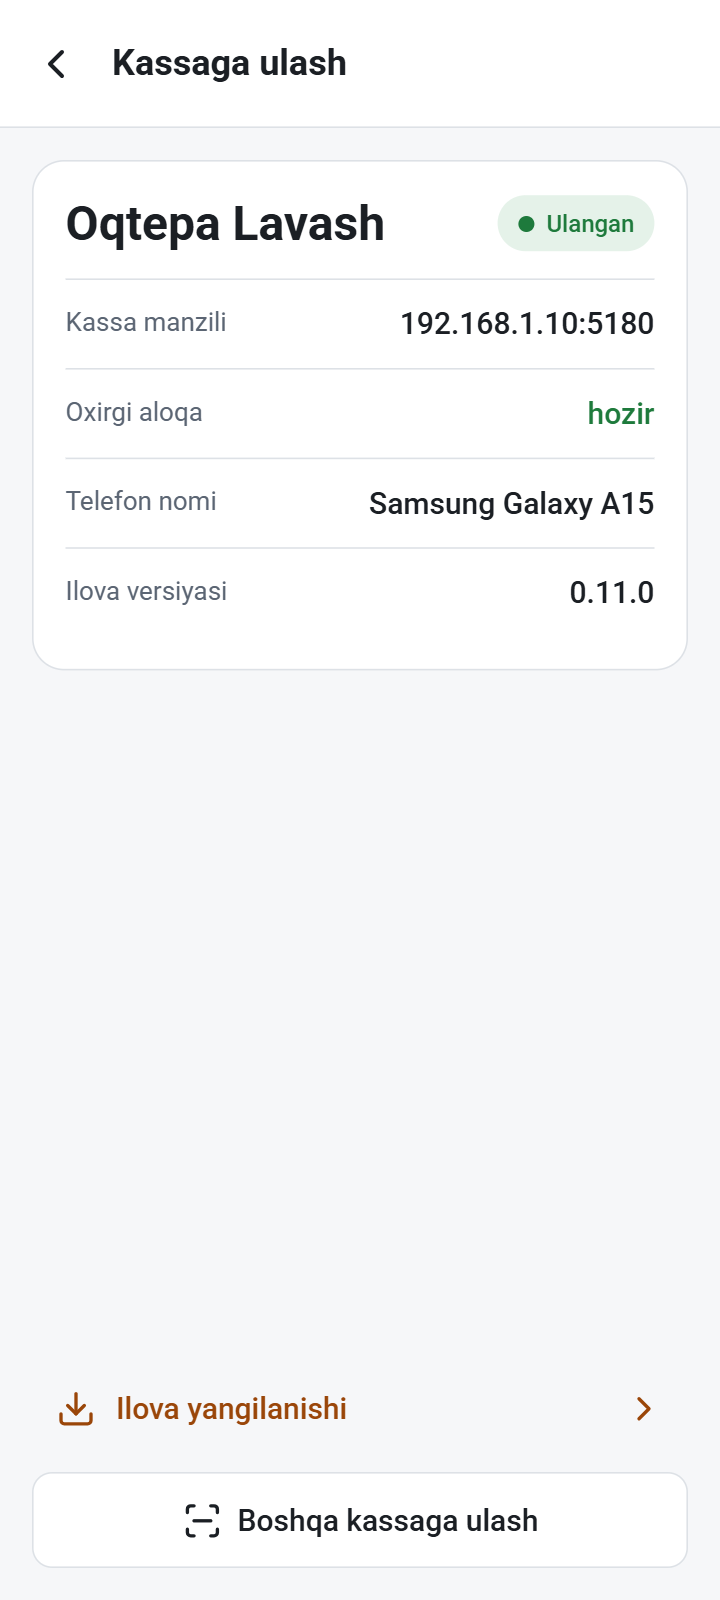 Kassaga ulash
Oqtepa Lavash
Ulangan
Kassa manzili 192.168.1.10:5180
Oxirgi aloqa hozir
Telefon nomi Samsung Galaxy A15
Ilova versiyasi 0.11.0
Ilova yangilanishi
Boshqa kassaga ulash